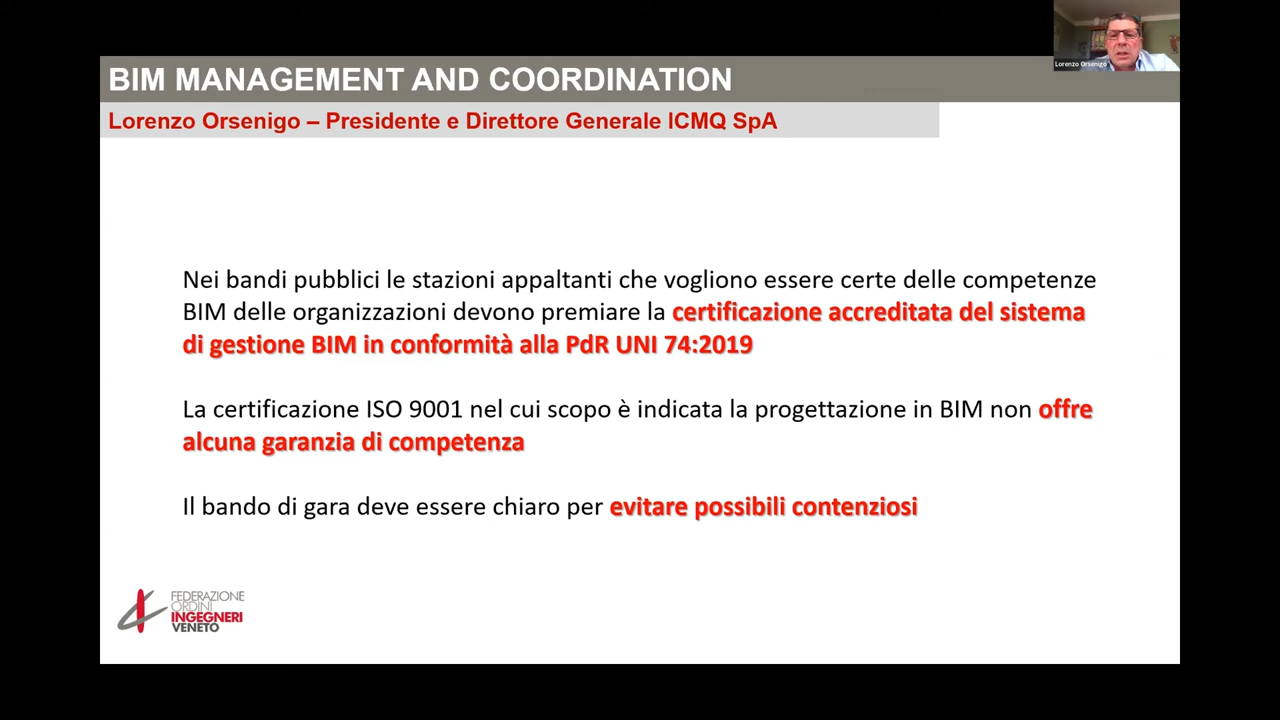 Lorenzo Orsenigo
BIM MANAGEMENT AND COORDINATION
Lorenzo Orsenigo – Presidente e Direttore Generale ICMQ SpA
Nei bandi pubblici le stazioni appaltanti che vogliono essere certe delle competenze
BIM delle organizzazioni devono premiare la certificazione accreditata del sistema
di gestione BIM in conformità alla PdR UNI 74:2019
La certificazione ISO 9001 nel cui scopo è indicata la progettazione in BIM non offre
alcuna garanzia di competenza
Il bando di gara deve essere chiaro per evitare possibili contenziosi
FEDERAZIONE
ORDINI
INGEGNERI
VENETO